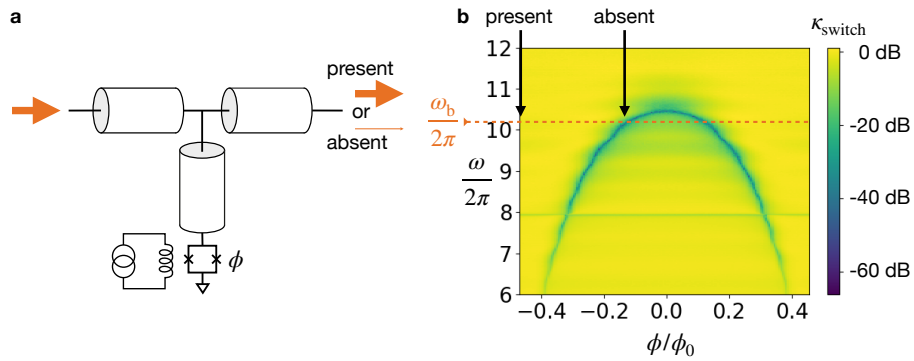 a
present
or
absent
ϕ
b
present
absent
κ_switch
ω_b
2π
ω
2π
12
11
10
9
8
7
6
−0.4
−0.2
0.0
0.2
0.4
ϕ/ϕ_0
0 dB
-20 dB
-40 dB
-60 dB